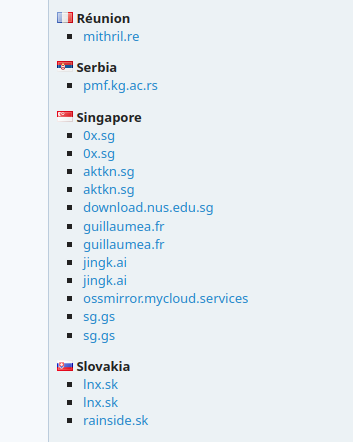 Réunion
mithril.re
Serbia
pmf.kg.ac.rs
Singapore
0x.sg
0x.sg
aktkn.sg
aktkn.sg
download.nus.edu.sg
guillaumea.fr
guillaumea.fr
jingk.ai
jingk.ai
ossmirror.mycloud.services
sg.gs
sg.gs
Slovakia
lnx.sk
lnx.sk
rainside.sk